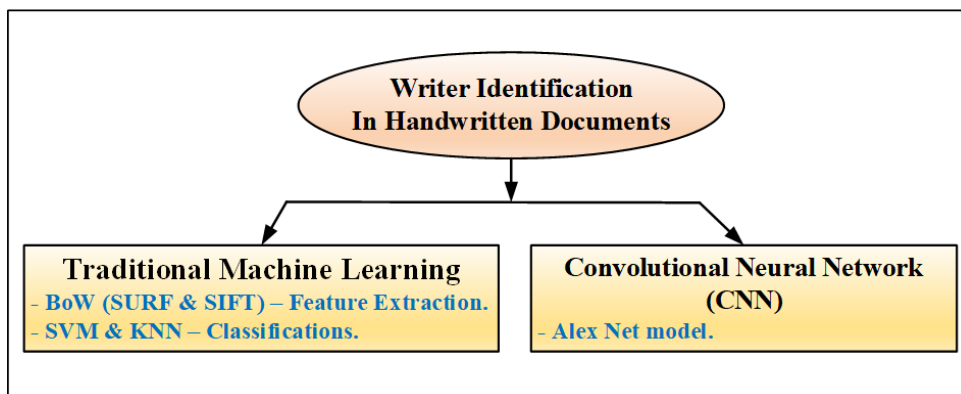 Writer Identification
In Handwritten Documents
Traditional Machine Learning
- BoW (SURF & SIFT) – Feature Extraction.
- SVM & KNN – Classifications.
Convolutional Neural Network
(CNN)
- Alex Net model.